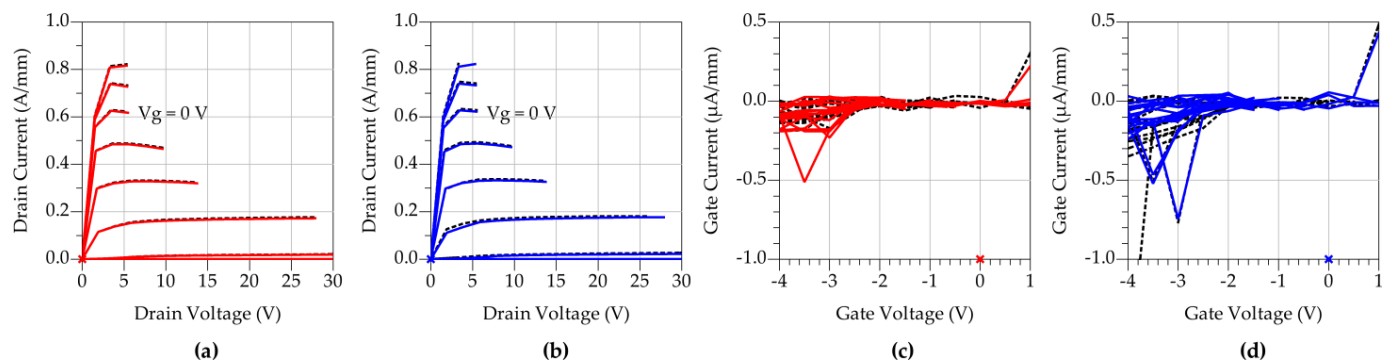 Drain Current (A/mm)
1.0
0.8
0.6
0.4
0.2
0.0
Vg = 0 V
0 5 10 15 20 25 30
Drain Voltage (V)
(a)
Drain Current (A/mm)
1.0
0.8
0.6
0.4
0.2
0.0
Vg = 0 V
0 5 10 15 20 25 30
Drain Voltage (V)
(b)
Gate Current (μA/mm)
0.5
0.0
-0.5
-1.0
-4 -3 -2 -1 0 1
Gate Voltage (V)
(c)
Gate Current (μA/mm)
0.5
0.0
-0.5
-1.0
-4 -3 -2 -1 0 1
Gate Voltage (V)
(d)